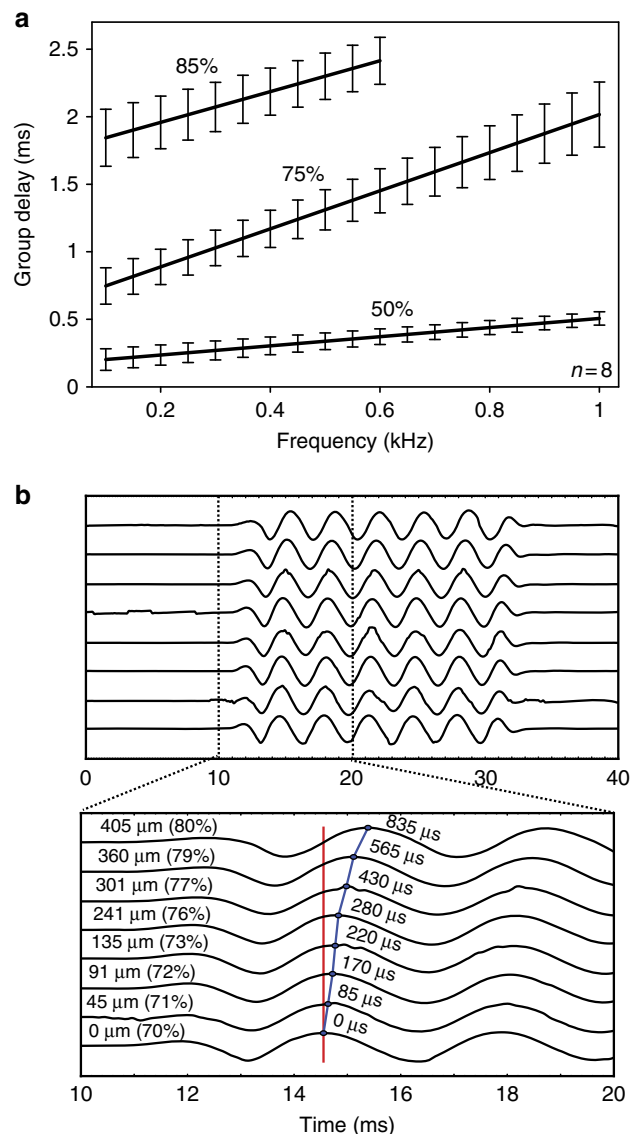 a
2.5
85%
2
Group delay (ms)
1.5
75%
1
50%
0.5
n=8
0
0.2 0.4 0.6 0.8 1
Frequency (kHz)
b
0 10 20 30 40
405 µm (80%) 835 µs
360 µm (79%) 565 µs
301 µm (77%) 430 µs
241 µm (76%) 280 µs
135 µm (73%) 220 µs
91 µm (72%) 170 µs
45 µm (71%) 85 µs
0 µm (70%) 0 µs
10 12 14 16 18 20
Time (ms)